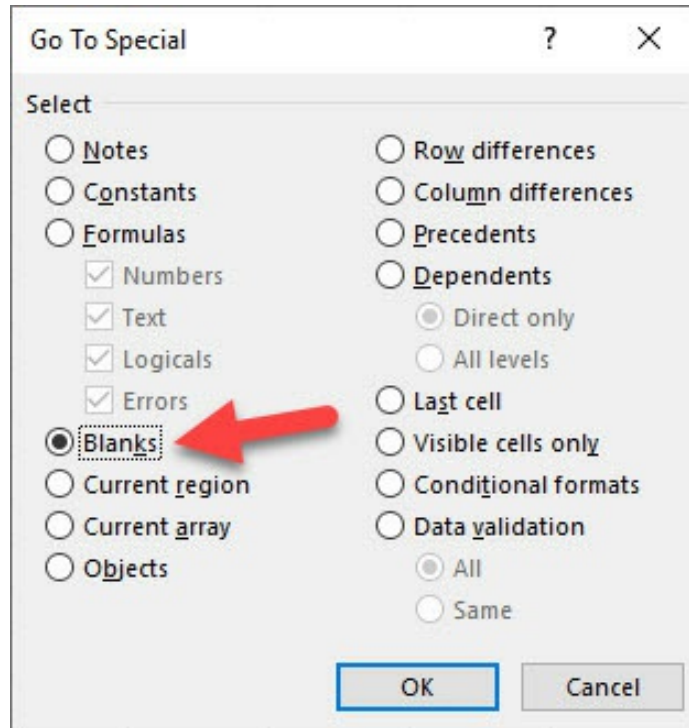 Go To Special
?
Select
Notes
Constants
Formulas
Numbers
Text
Logicals
Errors
Blanks
Current region
Current array
Objects
Row differences
Column differences
Precedents
Dependents
Direct only
All levels
Last cell
Visible cells only
Conditional formats
Data validation
All
Same
OK
Cancel